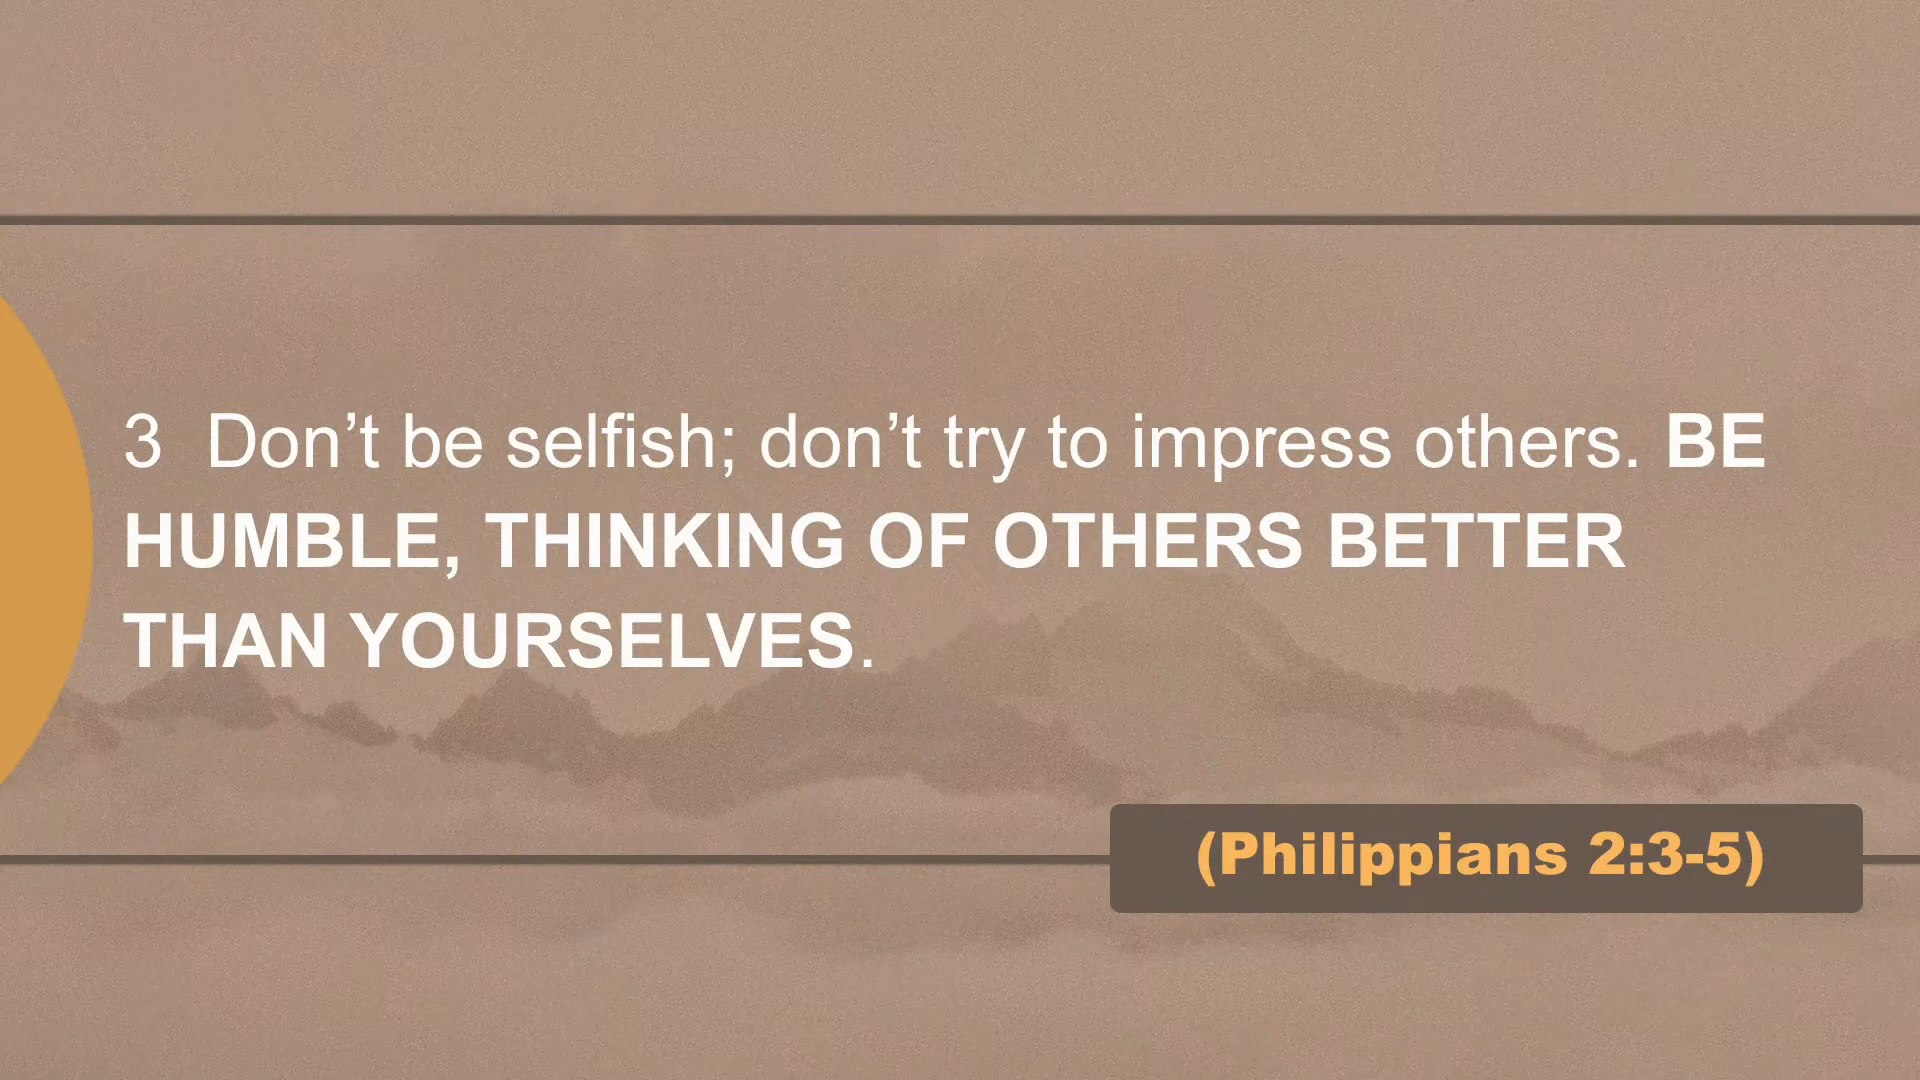 3  Don’t be selfish; don’t try to impress others. BE
HUMBLE, THINKING OF OTHERS BETTER
THAN YOURSELVES.
(Philippians 2:3-5)